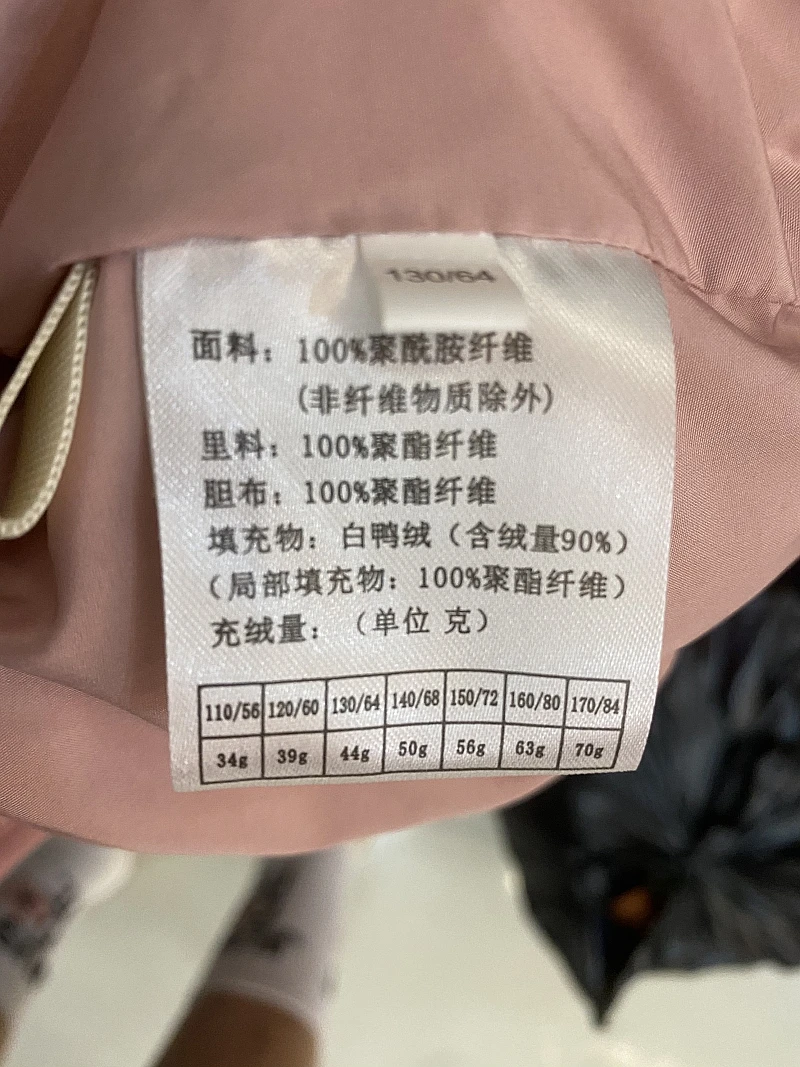 130/64
面料：100%聚酰胺纤维
(非纤维物质除外)
里料：100%聚酯纤维
胆布：100%聚酯纤维
填充物：白鸭绒（含绒量90%）
（局部填充物：100%聚酯纤维）
充绒量：（单位 克）
110/56 120/60 130/64 140/68 150/72 160/80 170/84
34g 39g 44g 50g 56g 63g 70g